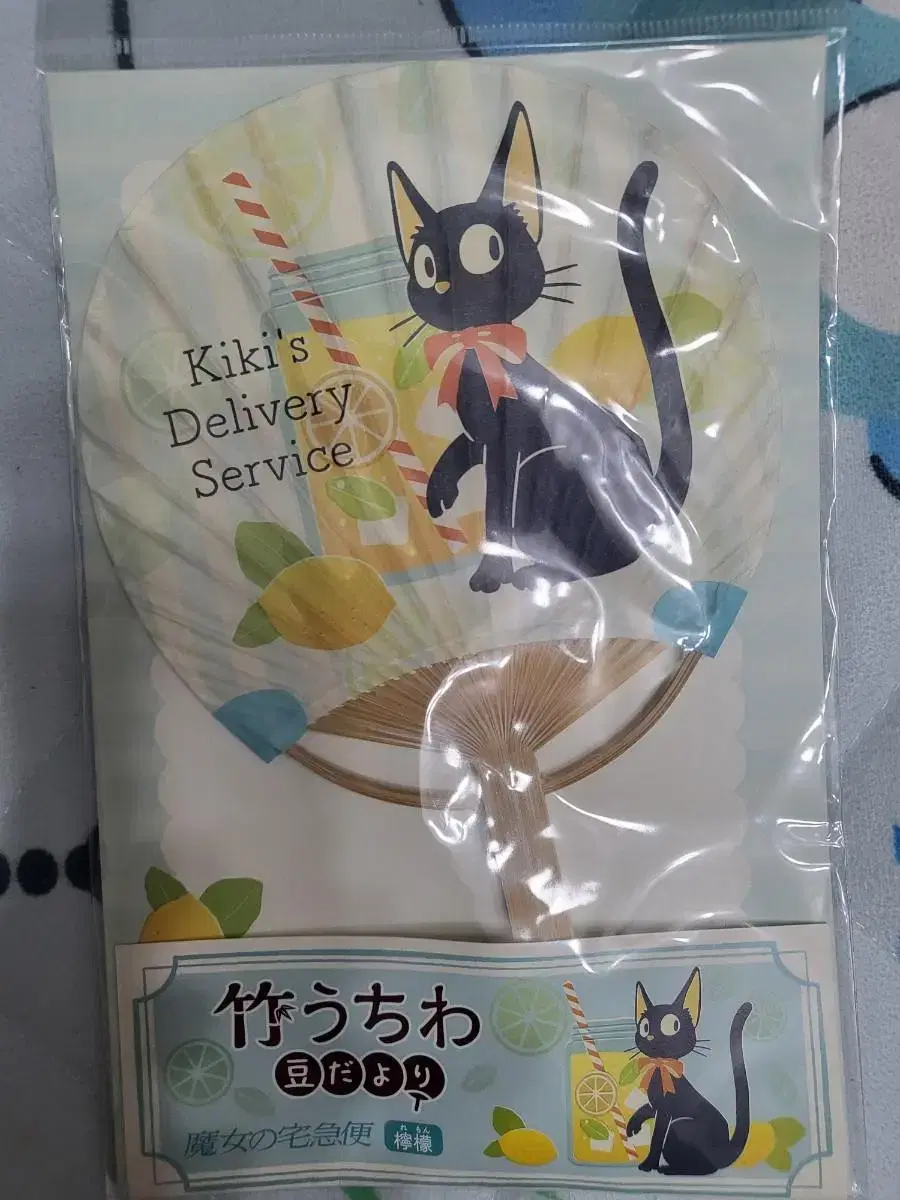 Kiki's
Delivery
Service
竹うちわ
豆だより
魔女の宅急便
れもん
檸檬